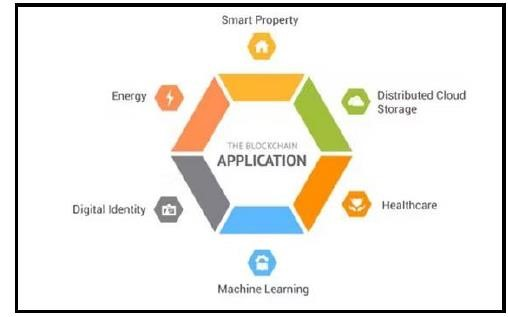 Smart Property
Energy
Distributed Cloud
Storage
THE BLOCKCHAIN
APPLICATION
Digital Identity
Healthcare
Machine Learning